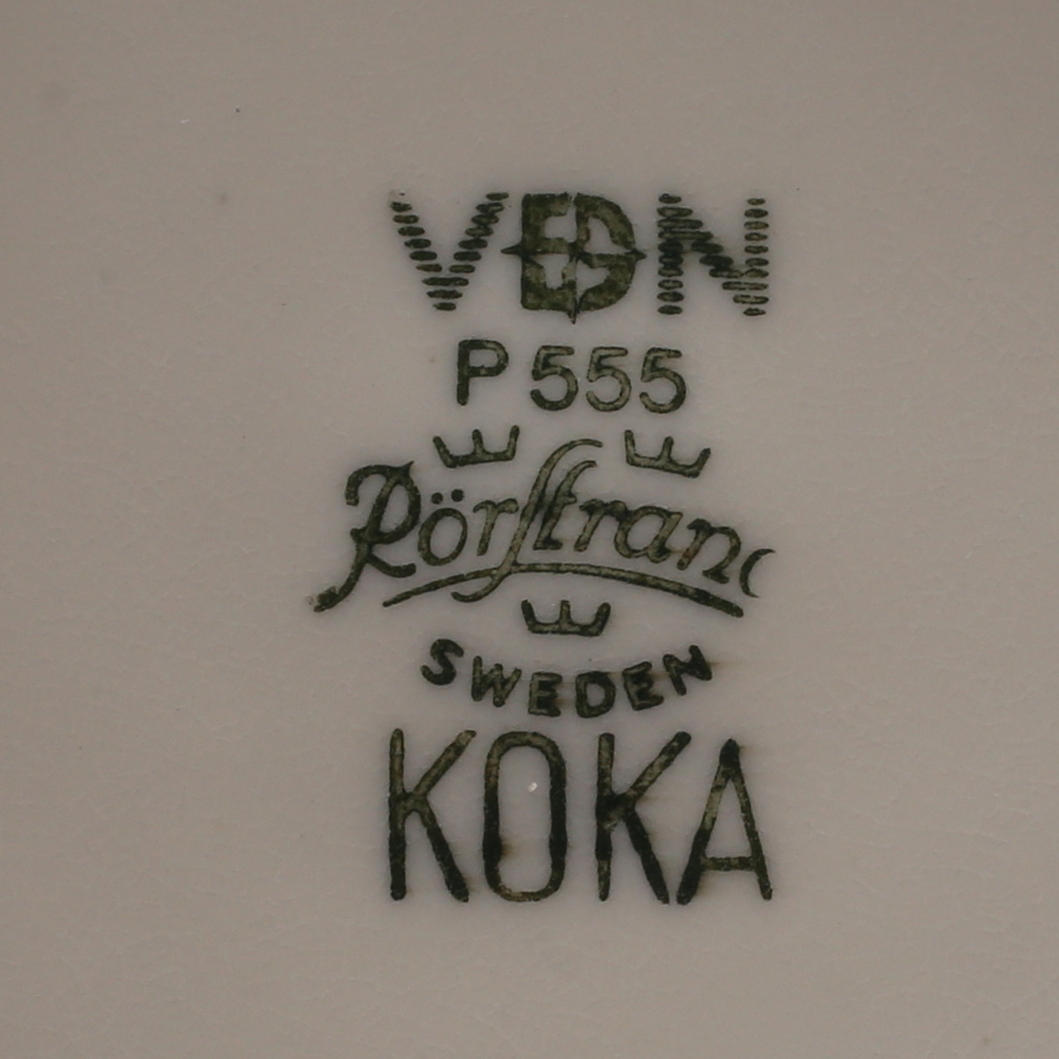 VDN
P 555
Rörstrand
SWEDEN
KOKA